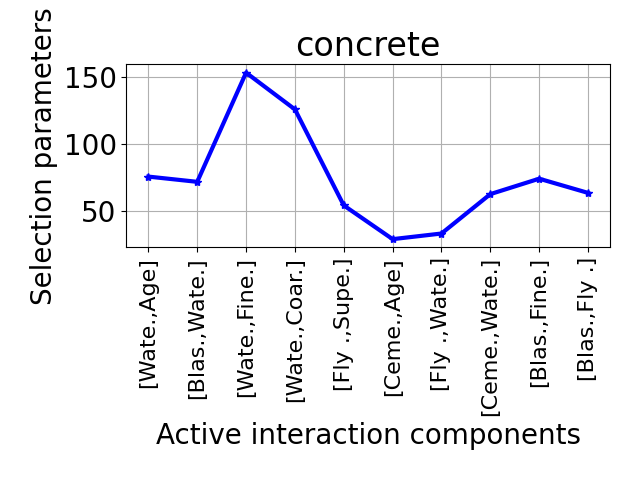 concrete
Selection parameters
150
100
50
[Wate.,Age]
[Blas.,Wate.]
[Wate.,Fine.]
[Wate.,Coar.]
[Fly .,Supe.]
[Ceme.,Age]
[Fly .,Wate.]
[Ceme.,Wate.]
[Blas.,Fine.]
[Blas.,Fly .]
Active interaction components